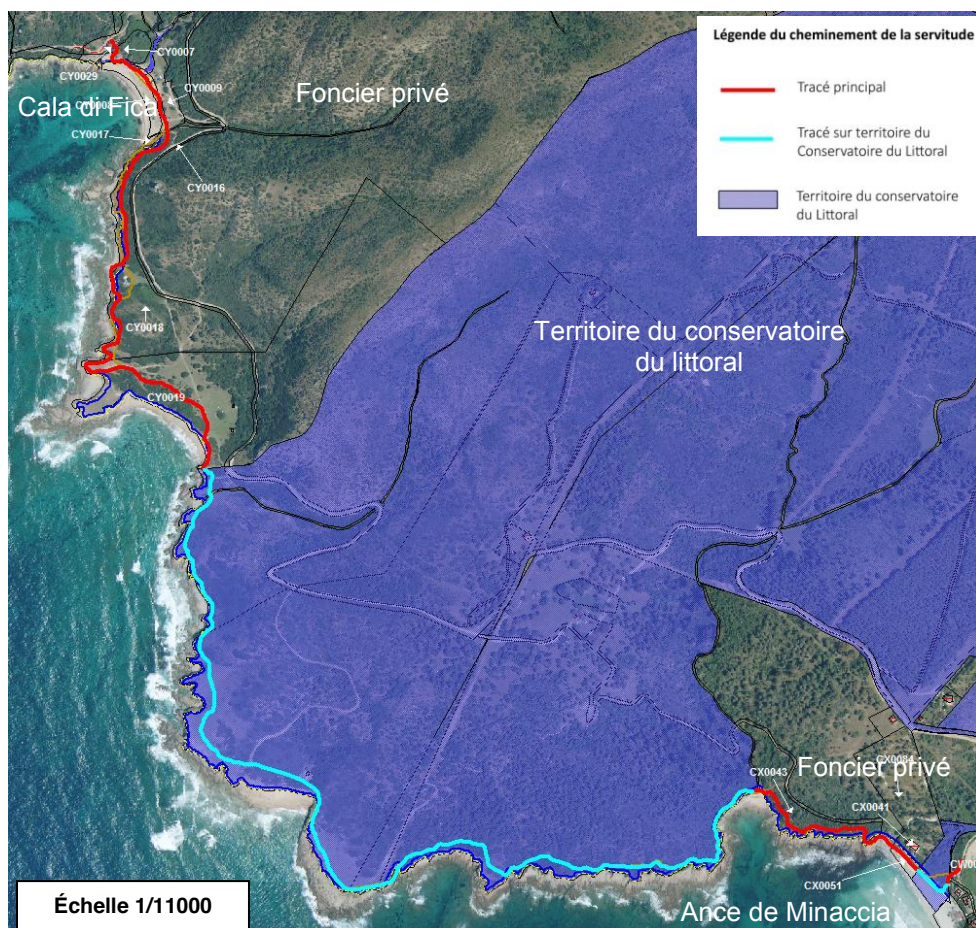 Légende du cheminement de la servitude
Tracé principal
Tracé sur territoire du
Conservatoire du Littoral
Territoire du conservatoire
du Littoral
CY0007
CY0029
CY0009
Foncier privé
Cala di Fica
CY0008
CY0017
CY0016
CY0018
Territoire du conservatoire
du littoral
CY0019
CX0084
Foncier privé
CX0043
CX0041
CX0051
Ance de Minaccia
Échelle 1/11000